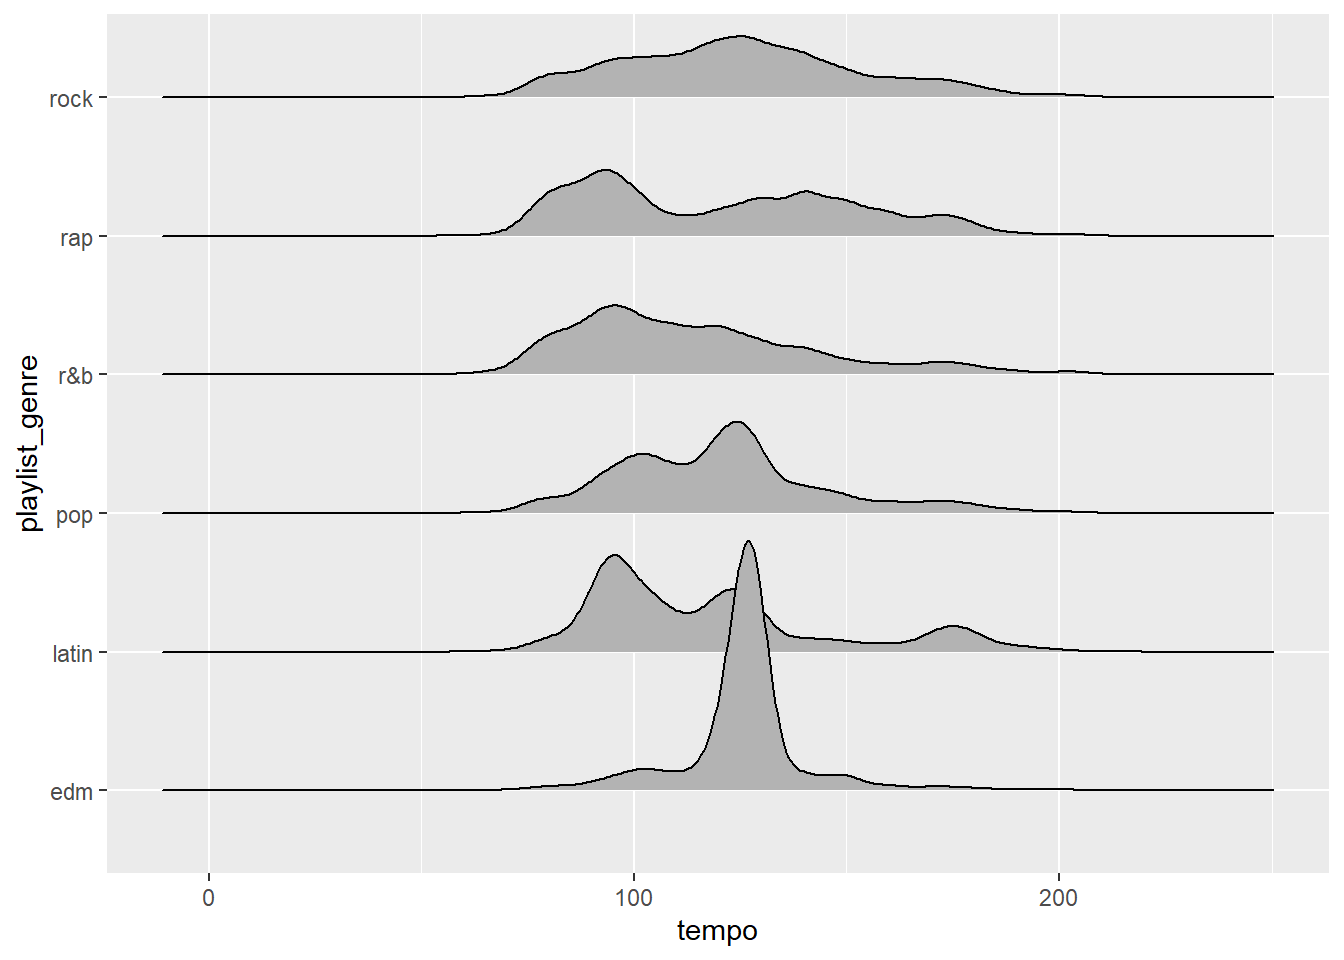 rock
rap
r&b
pop
latin
edm
playlist_genre
0 100 200
tempo